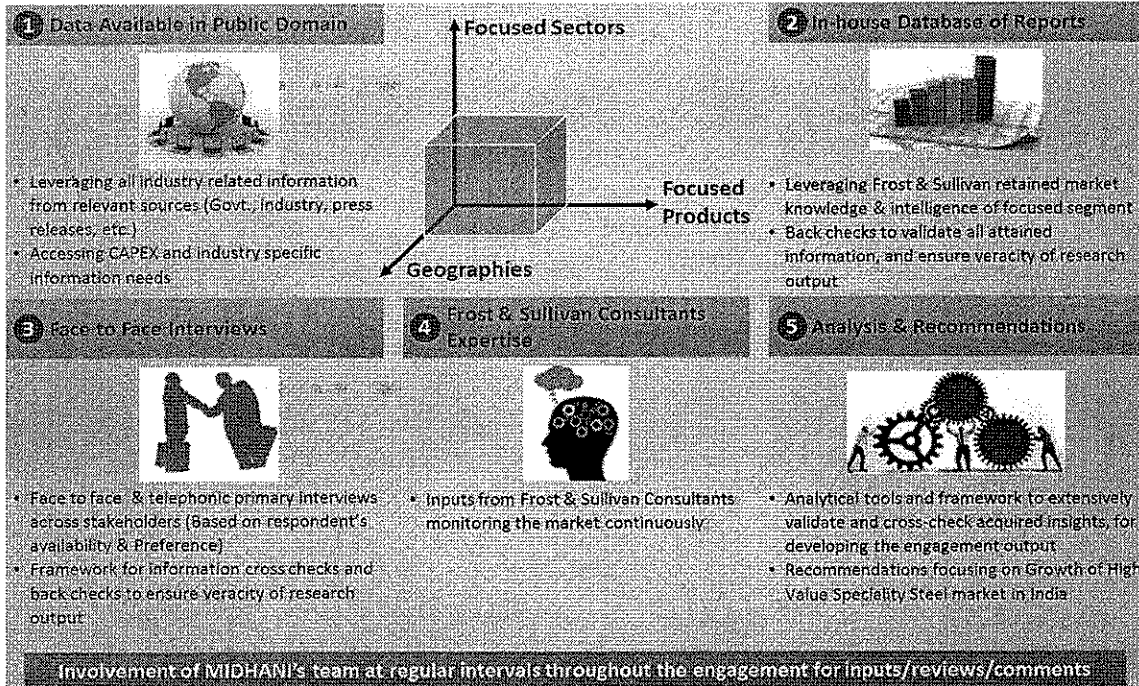 1 Data Available in Public Domain
• Leveraging all industry related information
from relevant sources (Govt., industry, press
releases, etc.)
• Accessing CAPEX and industry specific
information needs
Focused Sectors
Focused
Products
Geographies
2 In-house Database of Reports
• Leveraging Frost & Sullivan retained market
knowledge & intelligence of focused segment
• Back checks to validate all attained
information, and ensure veracity of research
output
3 Face to Face Interviews
• Face to face & telephonic primary interviews
across stakeholders (Based on respondent's
availability & Preference)
• Framework for information cross checks and
back checks to ensure veracity of research
output
4 Frost & Sullivan Consultants
Expertise
• Inputs from Frost & Sullivan Consultants
monitoring the market continuously
5 Analysis & Recommendations
• Analytical tools and framework to extensively
validate and cross-check acquired insights, for
developing the engagement output
• Recommendations focusing on Growth of High
Value Speciality Steel market in India
Involvement of MIDHANI's team at regular intervals throughout the engagement for inputs/reviews/comments